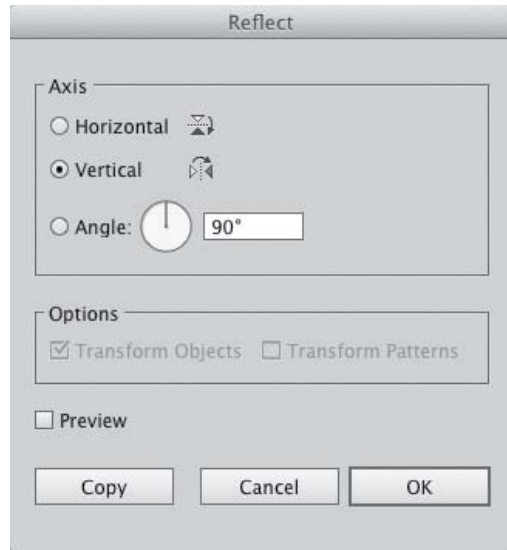 Reflect
Axis
Horizontal
Vertical
Angle: 90°
Options
Transform Objects Transform Patterns
Preview
Copy Cancel OK